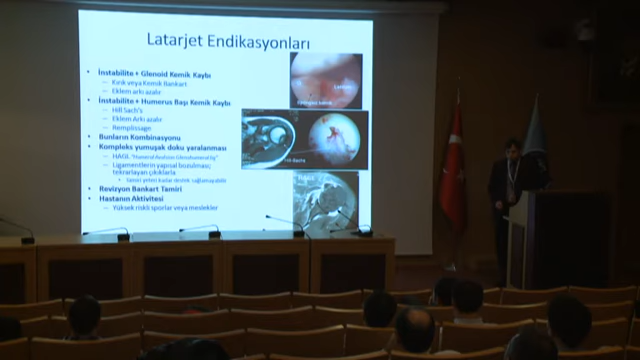 Latarjet Endikasyonları
İnstabilite + Glenoid Kemik Kaybı
Kırık veya Kemik Bankart
Eklem arkı azalır
İnstabilite + Humerus Başı Kemik Kaybı
Hill Sach's
Eklem Arkı Azalır
Remplissage
Bunların Kombinasyonu
Kompleks yumuşak doku yaralanması
HAGL
Ligamentlerin yapısal bozulması;
tekrarlayan çıkıklarla
Revizyon Bankart Tamiri
Hastanın Aktivitesi
Yüksek riskli sporlar veya meslekler